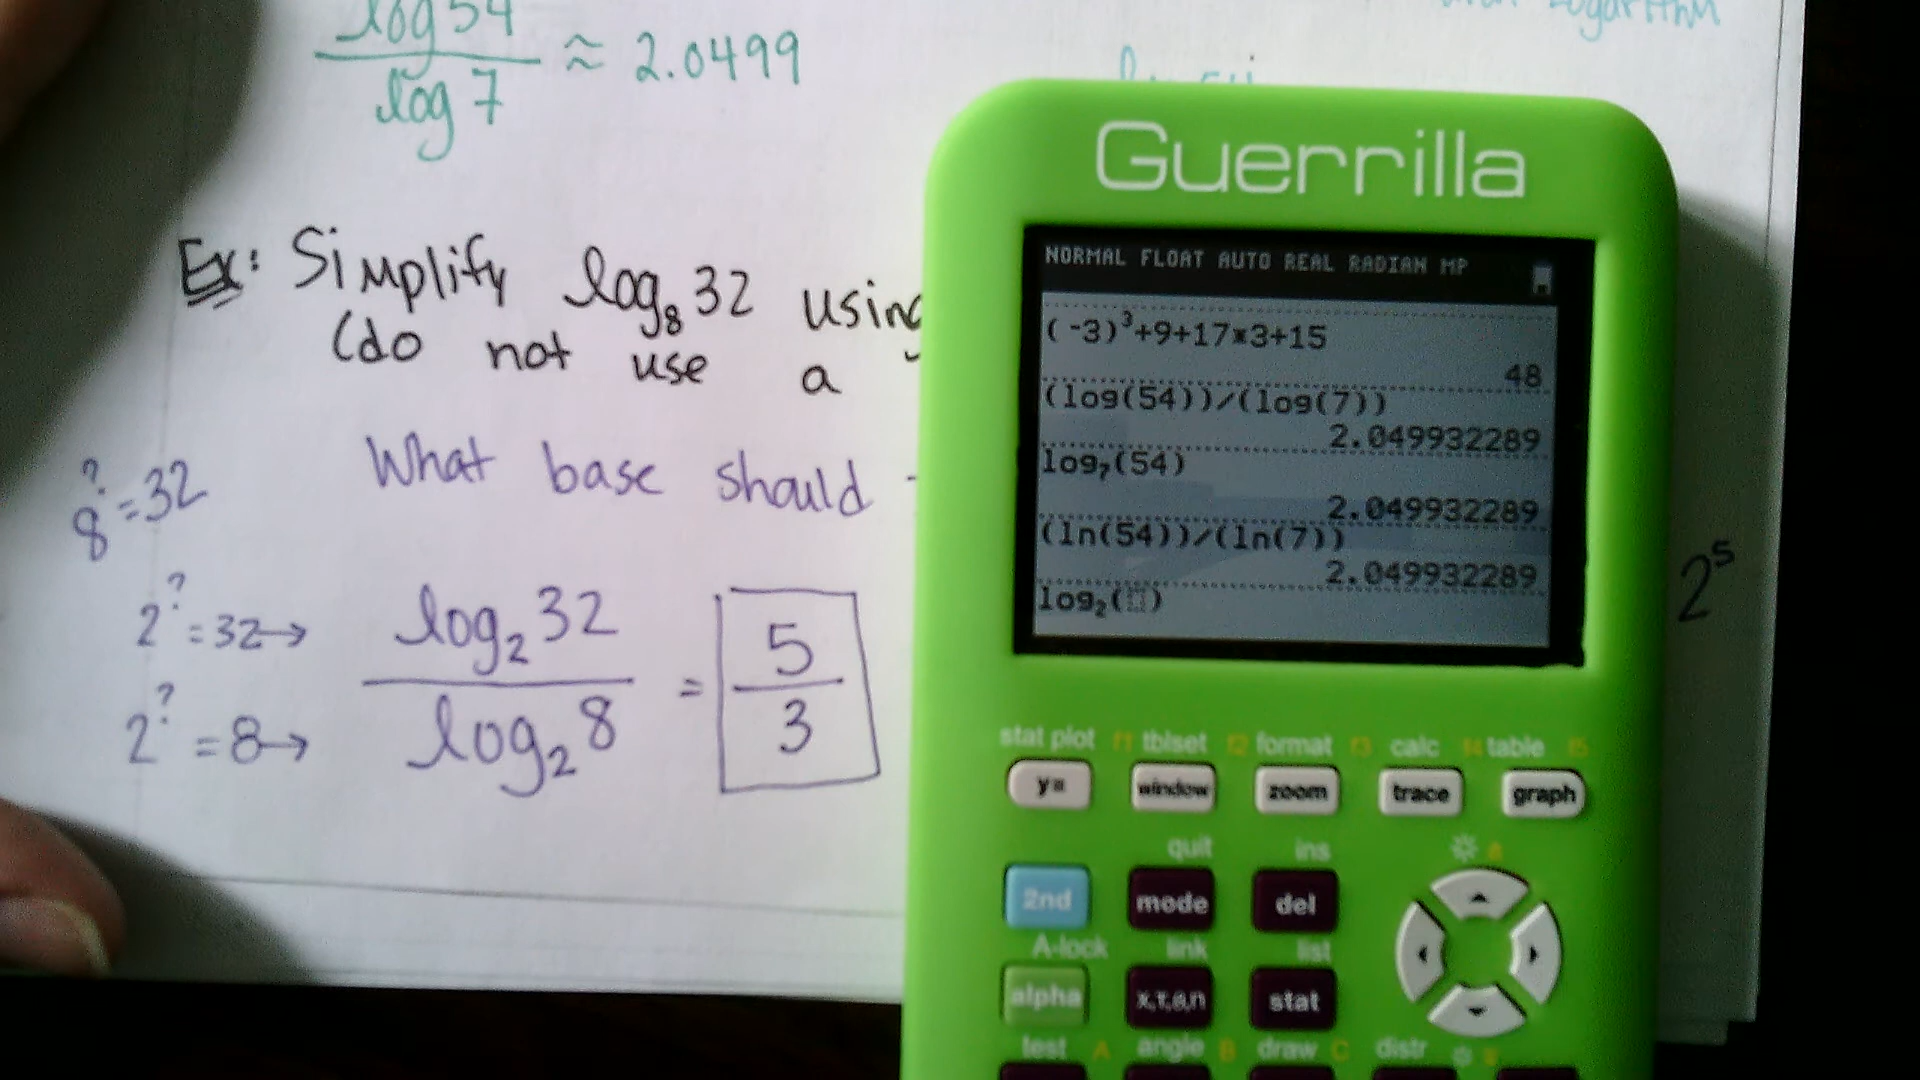 log 54
log 7
≈ 2.0499
Ex: Simplify log₈ 32 using
(do not use a
What base should
8^? = 32
2^? = 32→
log₂ 32
2^? = 8→
log₂ 8
=
5
3
2⁵
Guerrilla
NORMAL FLOAT AUTO REAL RADIAN MP
(-3)³+9+17*3+15
48
(log(54))/(log(7))
2.049932289
log₇(54)
2.049932289
(ln(54))/(ln(7))
2.049932289
log₂(
)
stat plot f1 tblset f2 format f3 calc f4 table f5
y= window zoom trace graph
quit ins
2nd mode del
A-lock link list
alpha X,T,θ,n stat
test A angle B draw C distr